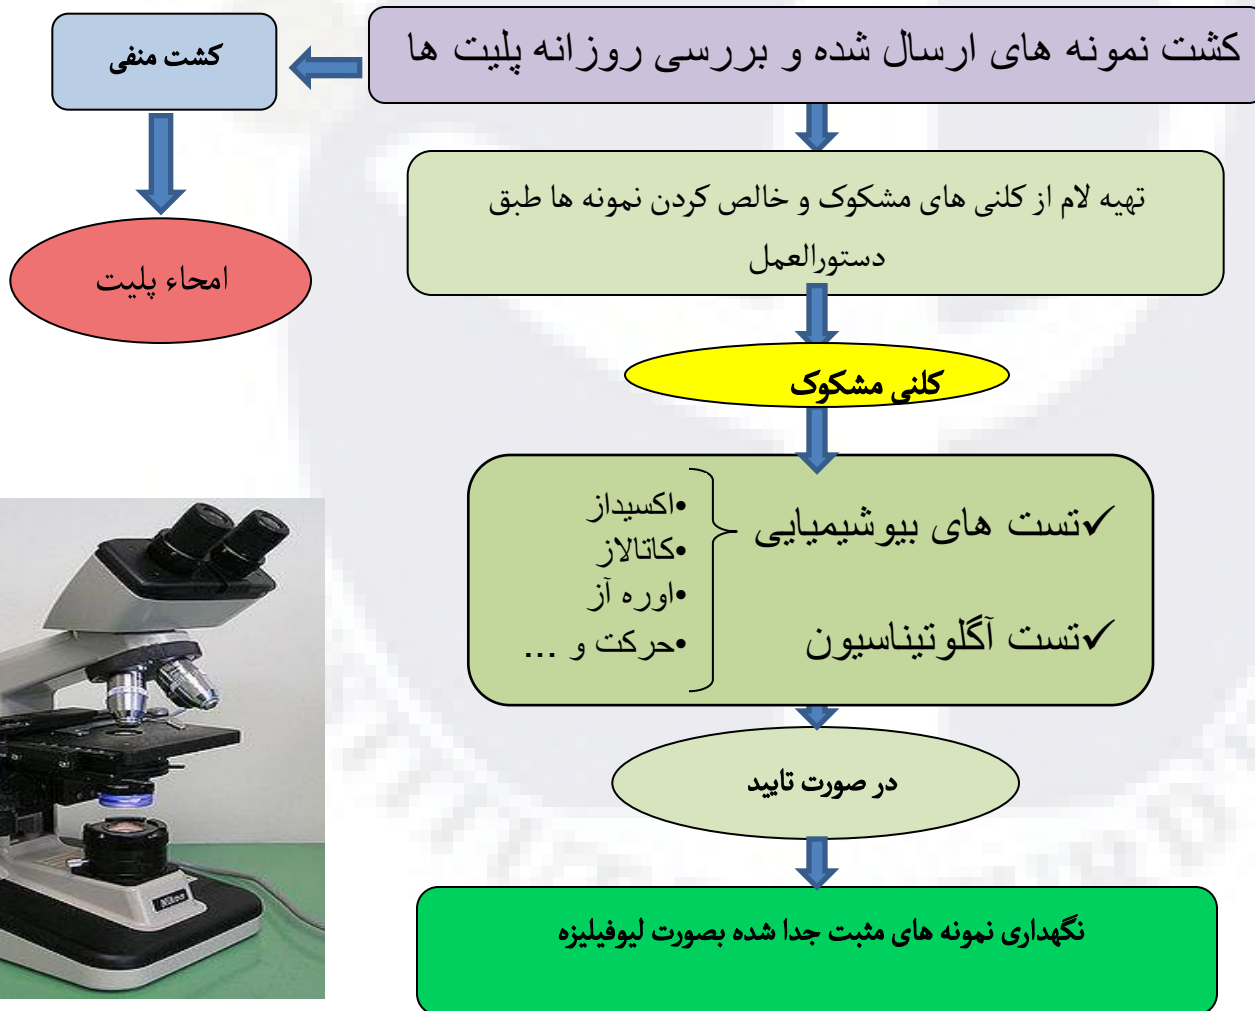 کشت نمونه های ارسال شده و بررسی روزانه پلیت ها
کشت منفی
امحاء پلیت
تهیه لام از کلنی های مشکوک و خالص کردن نمونه ها طبق
دستورالعمل
کلنی مشکوک
✓تست های بیوشیمیایی
•اکسیداز
•کاتالاز
•اوره آز
•حرکت و ...
✓تست آگلوتیناسیون
در صورت تایید
نگهداری نمونه های مثبت جدا شده بصورت لیوفیلیزه
Nikon